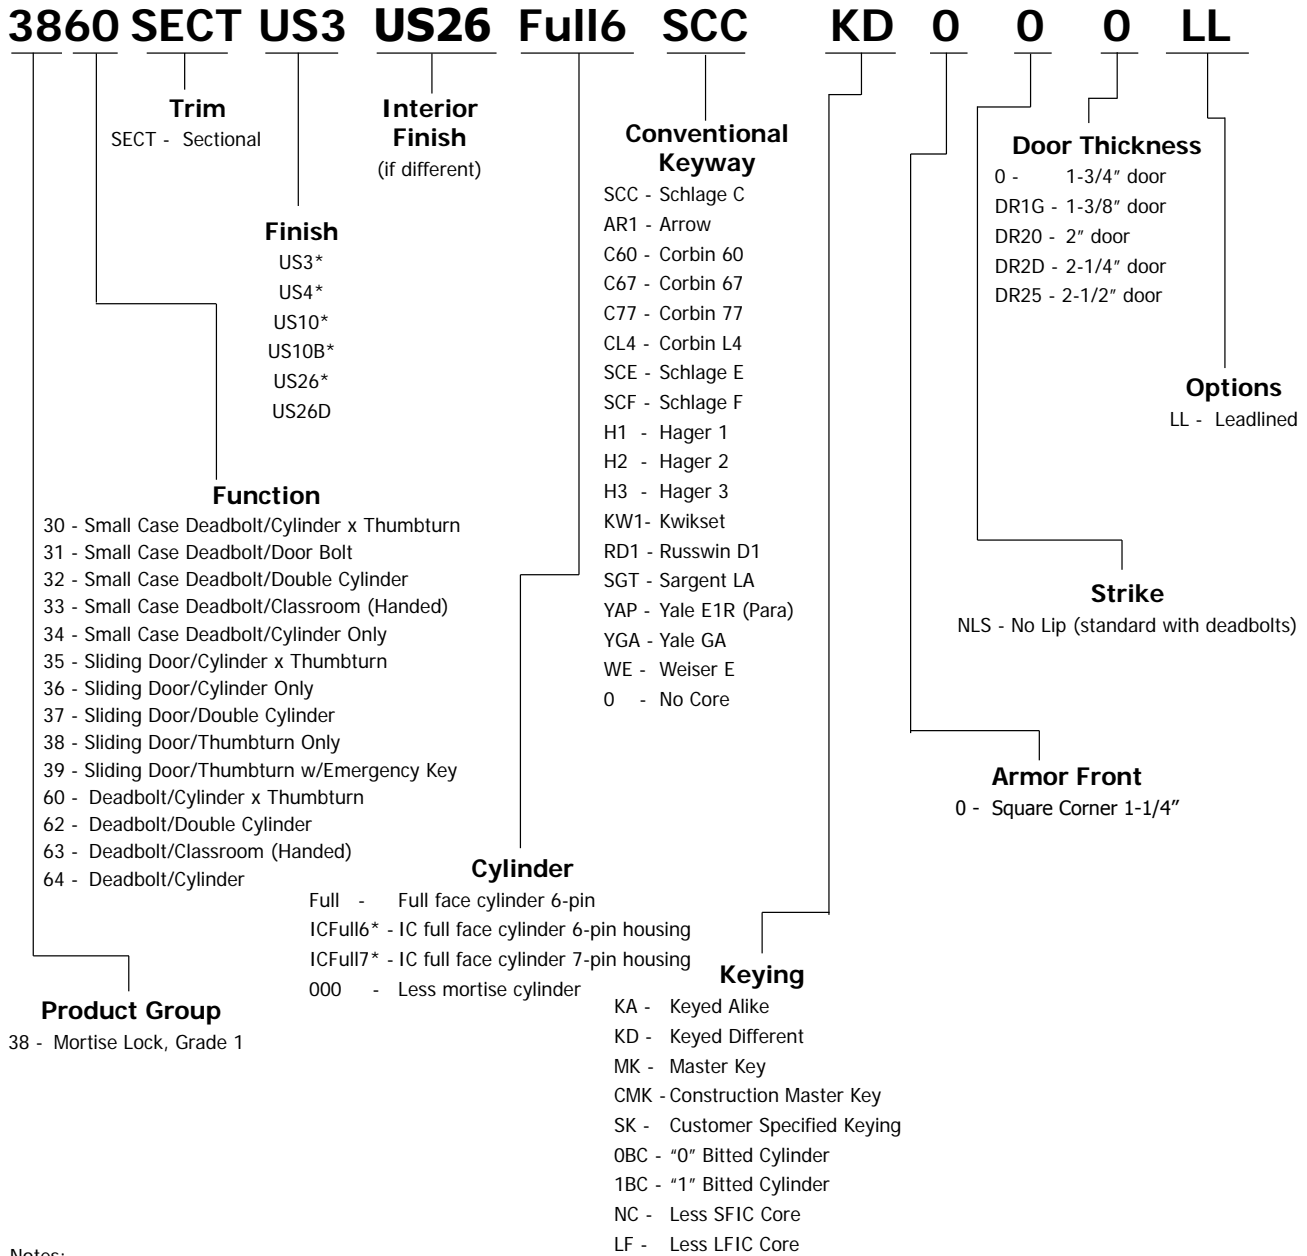 3860 SECT US3 US26 Full6 SCC KD 0 0 0 LL
Trim
SECT - Sectional
Interior
Finish
(if different)
Finish
US3*
US4*
US10*
US10B*
US26*
US26D
Conventional
Keyway
SCC - Schlage C
AR1 - Arrow
C60 - Corbin 60
C67 - Corbin 67
C77 - Corbin 77
CL4 - Corbin L4
SCE - Schlage E
SCF - Schlage F
H1 - Hager 1
H2 - Hager 2
H3 - Hager 3
KW1- Kwikset
RD1 - Russwin D1
SGT - Sargent LA
YAP - Yale E1R (Para)
YGA - Yale GA
WE - Weiser E
0 - No Core
Door Thickness
0 - 1-3/4" door
DR1G - 1-3/8" door
DR20 - 2" door
DR2D - 2-1/4" door
DR25 - 2-1/2" door
Options
LL - Leadlined
Function
30 - Small Case Deadbolt/Cylinder x Thumbturn
31 - Small Case Deadbolt/Door Bolt
32 - Small Case Deadbolt/Double Cylinder
33 - Small Case Deadbolt/Classroom (Handed)
34 - Small Case Deadbolt/Cylinder Only
35 - Sliding Door/Cylinder x Thumbturn
36 - Sliding Door/Cylinder Only
37 - Sliding Door/Double Cylinder
38 - Sliding Door/Thumbturn Only
39 - Sliding Door/Thumbturn w/Emergency Key
60 - Deadbolt/Cylinder x Thumbturn
62 - Deadbolt/Double Cylinder
63 - Deadbolt/Classroom (Handed)
64 - Deadbolt/Cylinder
Strike
NLS - No Lip (standard with deadbolts)
Armor Front
0 - Square Corner 1-1/4"
Cylinder
Full - Full face cylinder 6-pin
ICFull6* - IC full face cylinder 6-pin housing
ICFull7* - IC full face cylinder 7-pin housing
000 - Less mortise cylinder
Product Group
38 - Mortise Lock, Grade 1
Keying
KA - Keyed Alike
KD - Keyed Different
MK - Master Key
CMK - Construction Master Key
SK - Customer Specified Keying
0BC - "0" Bitted Cylinder
1BC - "1" Bitted Cylinder
NC - Less SFIC Core
LF - Less LFIC Core
Notes: